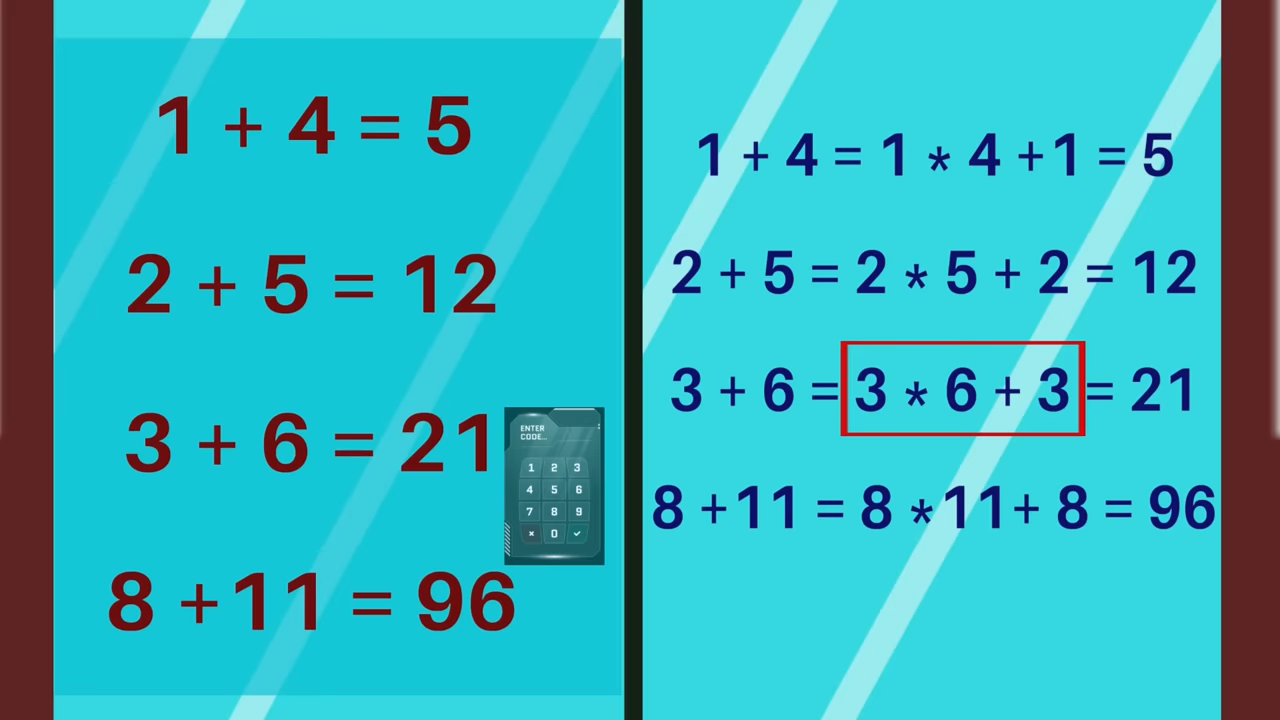 1 + 4 = 5
2 + 5 = 12
3 + 6 = 21
ENTER
CODE...
1 2 3
4 5 6
7 8 9
× 0 ✓
8 + 11 = 96
1 + 4 = 1 * 4 + 1 = 5
2 + 5 = 2 * 5 + 2 = 12
3 + 6 = 3 * 6 + 3 = 21
8 + 11 = 8 * 11 + 8 = 96